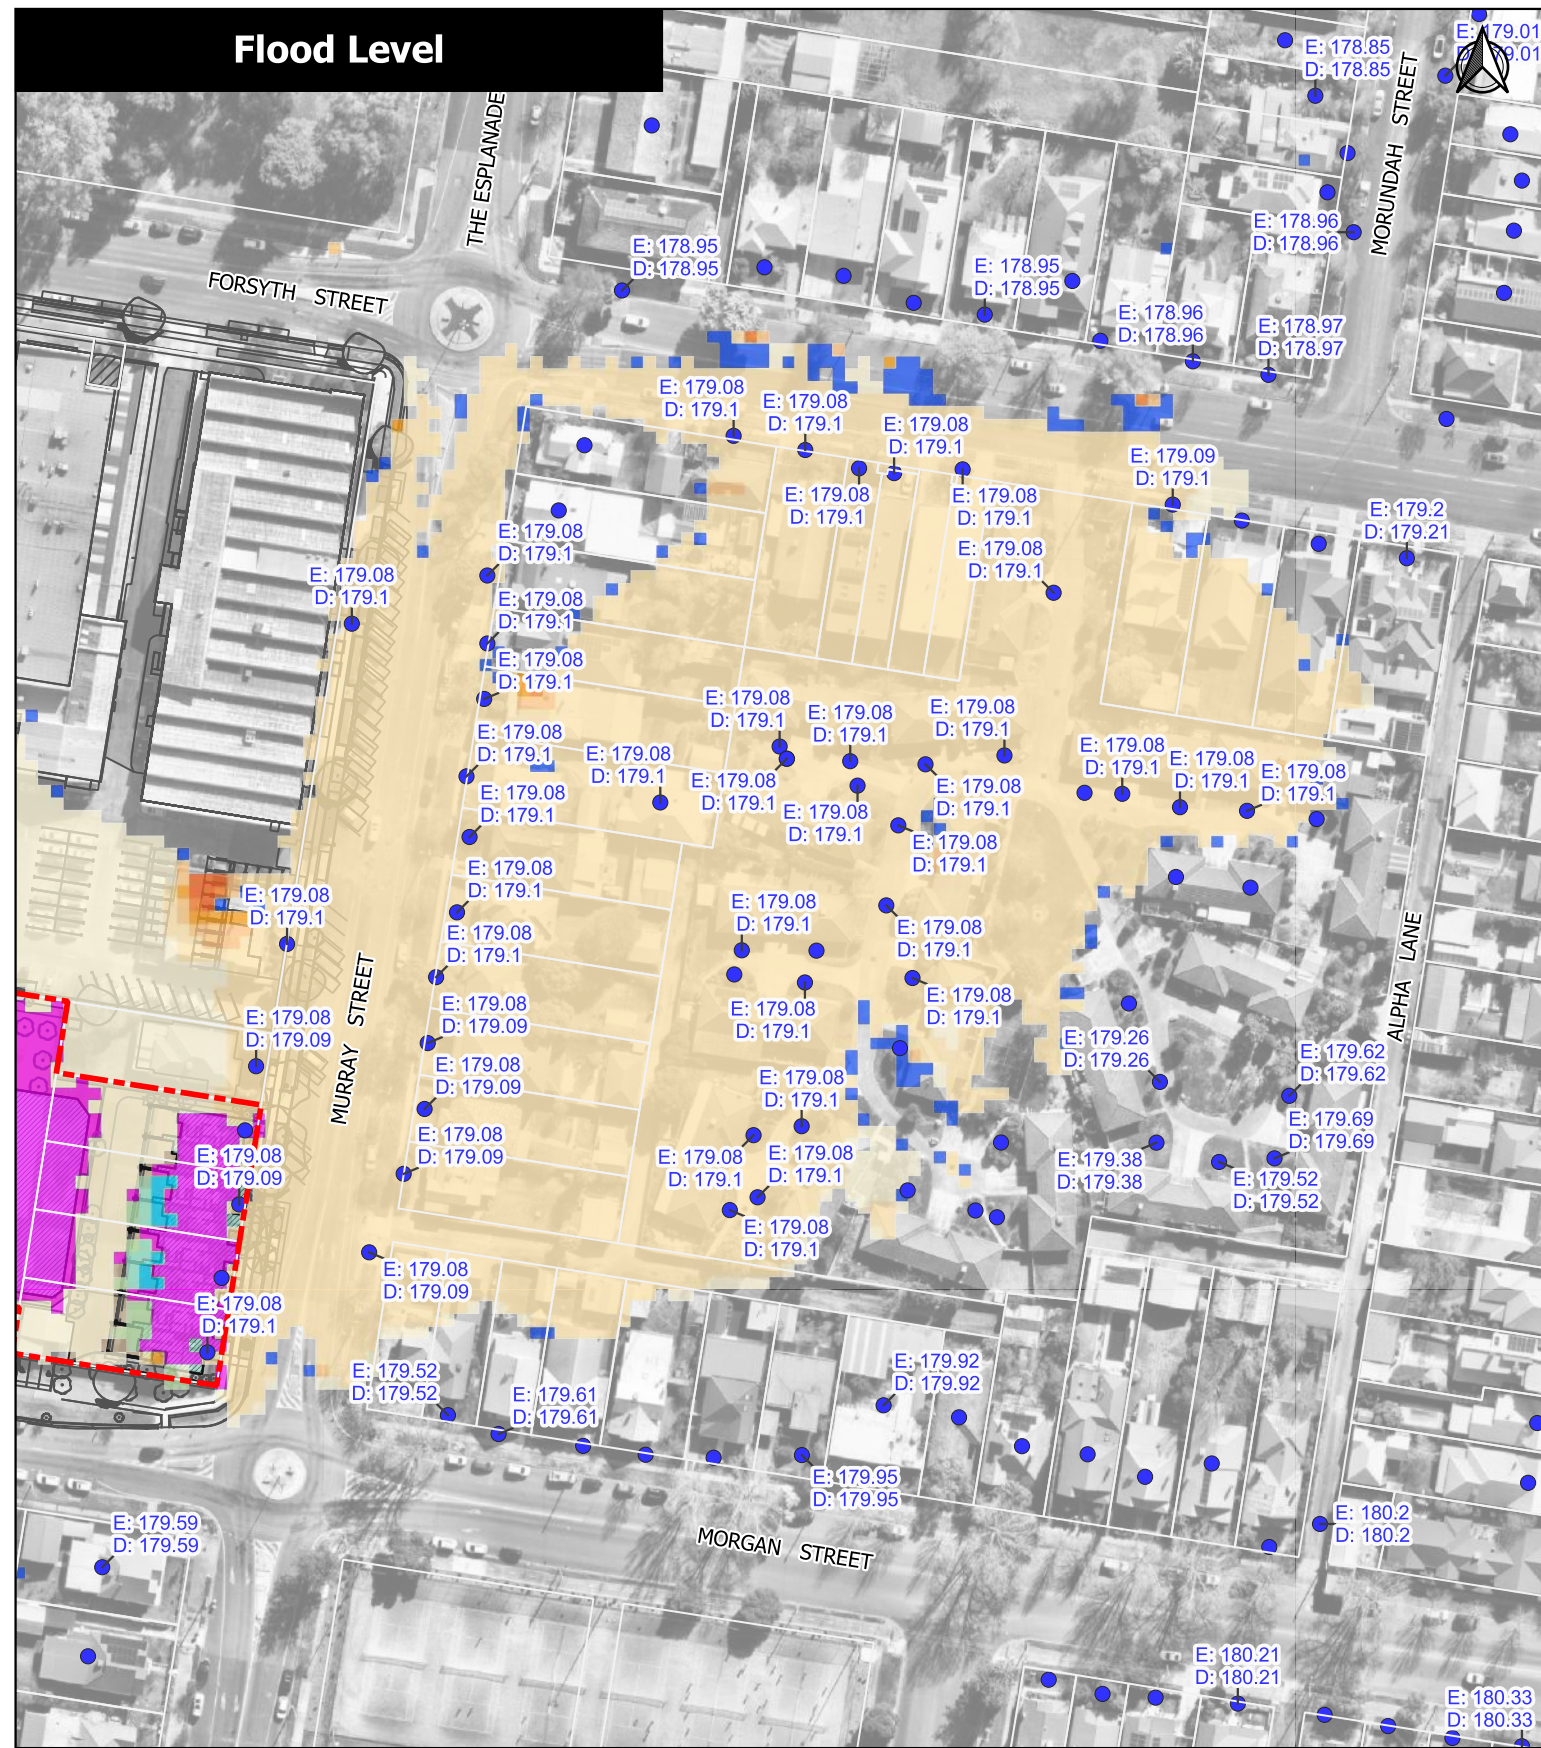 Flood Level
E: 179.01
D: 179.01
E: 178.85
D: 178.85
MORUNDAH STREET
THE ESPLANADE
E: 178.96
D: 178.96
E: 178.95
D: 178.95
E: 178.95
D: 178.95
FORSYTH STREET
E: 178.96
D: 178.96
E: 178.97
D: 178.97
E: 179.08
D: 179.1
E: 179.08
D: 179.1
E: 179.08
D: 179.1
E: 179.09
D: 179.1
E: 179.08
D: 179.1
E: 179.08
D: 179.1
E: 179.2
D: 179.21
E: 179.08
D: 179.1
E: 179.08
D: 179.1
E: 179.08
D: 179.1
E: 179.08
D: 179.1
E: 179.08
D: 179.1
E: 179.08
D: 179.1
E: 179.08
D: 179.1
E: 179.08
D: 179.1
E: 179.08
D: 179.1
E: 179.08
D: 179.1
E: 179.08
D: 179.1
E: 179.08
D: 179.1
E: 179.08
D: 179.1
E: 179.08
D: 179.1
E: 179.08
D: 179.1
E: 179.08
D: 179.1
E: 179.08
D: 179.1
E: 179.08
D: 179.1
E: 179.08
D: 179.1
E: 179.08
D: 179.1
E: 179.08
D: 179.1
E: 179.08
D: 179.1
E: 179.08
D: 179.1
E: 179.08
D: 179.1
ALPHA LANE
MURRAY STREET
E: 179.08
D: 179.1
E: 179.08
D: 179.1
E: 179.08
D: 179.09
E: 179.08
D: 179.09
E: 179.26
D: 179.26
E: 179.62
D: 179.62
E: 179.08
D: 179.09
E: 179.08
D: 179.1
E: 179.69
D: 179.69
E: 179.08
D: 179.09
E: 179.08
D: 179.09
E: 179.08
D: 179.1
E: 179.08
D: 179.1
E: 179.38
D: 179.38
E: 179.52
D: 179.52
E: 179.08
D: 179.1
E: 179.08
D: 179.09
E: 179.08
D: 179.1
E: 179.52
D: 179.52
E: 179.61
D: 179.61
E: 179.92
D: 179.92
E: 179.95
D: 179.95
E: 179.59
D: 179.59
MORGAN STREET
E: 180.2
D: 180.2
E: 180.21
D: 180.21
E: 180.33
D: 180.33